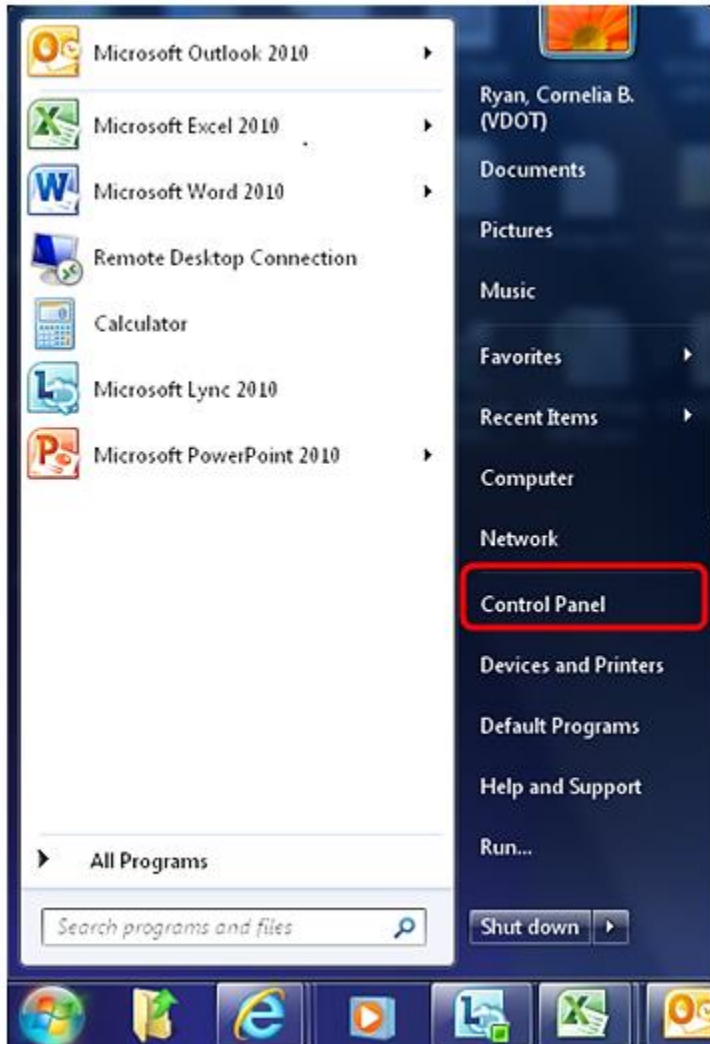 Microsoft Outlook 2010
Microsoft Excel 2010
Microsoft Word 2010
Remote Desktop Connection
Calculator
Microsoft Lync 2010
Microsoft PowerPoint 2010
All Programs
Search programs and files
Ryan, Cornelia B.
(VDOT)
Documents
Pictures
Music
Favorites
Recent Items
Computer
Network
Control Panel
Devices and Printers
Default Programs
Help and Support
Run...
Shut down